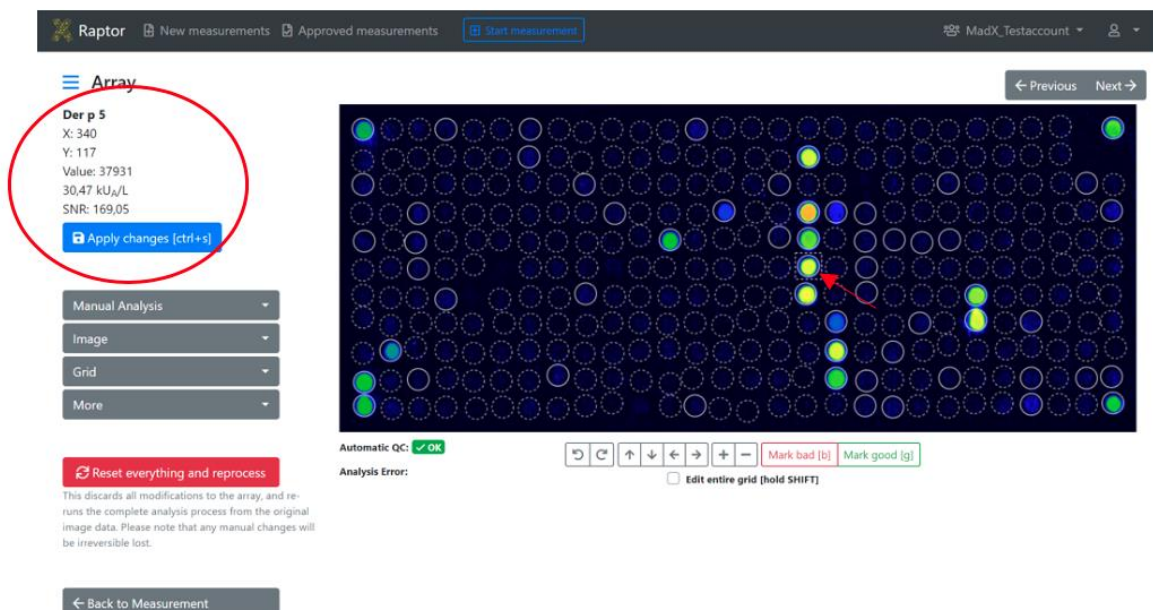 Raptor New measurements Approved measurements Start measurement MadX_Testaccount
Array
← Previous Next →
Der p 5
X: 340
Y: 117
Value: 37931
30,47 kUA/L
SNR: 169,05
Apply changes [ctrl+s]
Manual Analysis
Image
Grid
More
Automatic QC: ✓ OK
Analysis Error:
Mark bad [b] Mark good [g]
Edit entire grid [hold SHIFT]
Reset everything and reprocess
This discards all modifications to the array, and re-
runs the complete analysis process from the original
image data. Please note that any manual changes will
be irreversible lost.
← Back to Measurement